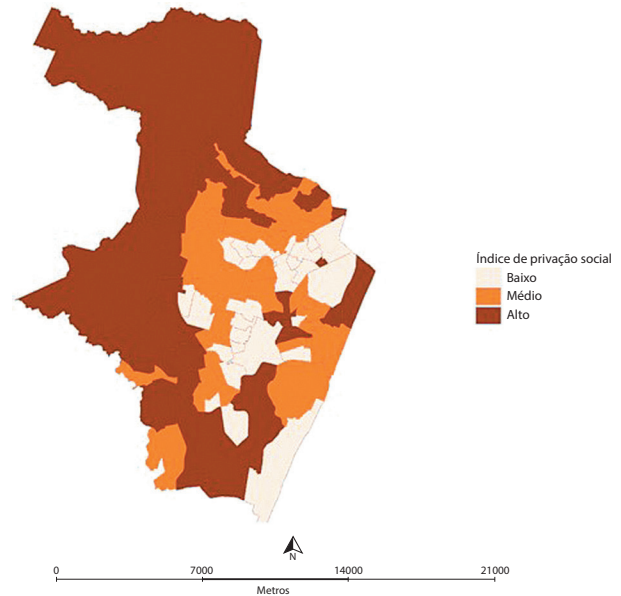 Índice de privação social
Baixo
Médio
Alto
N
0 7000 14000 21000
Metros